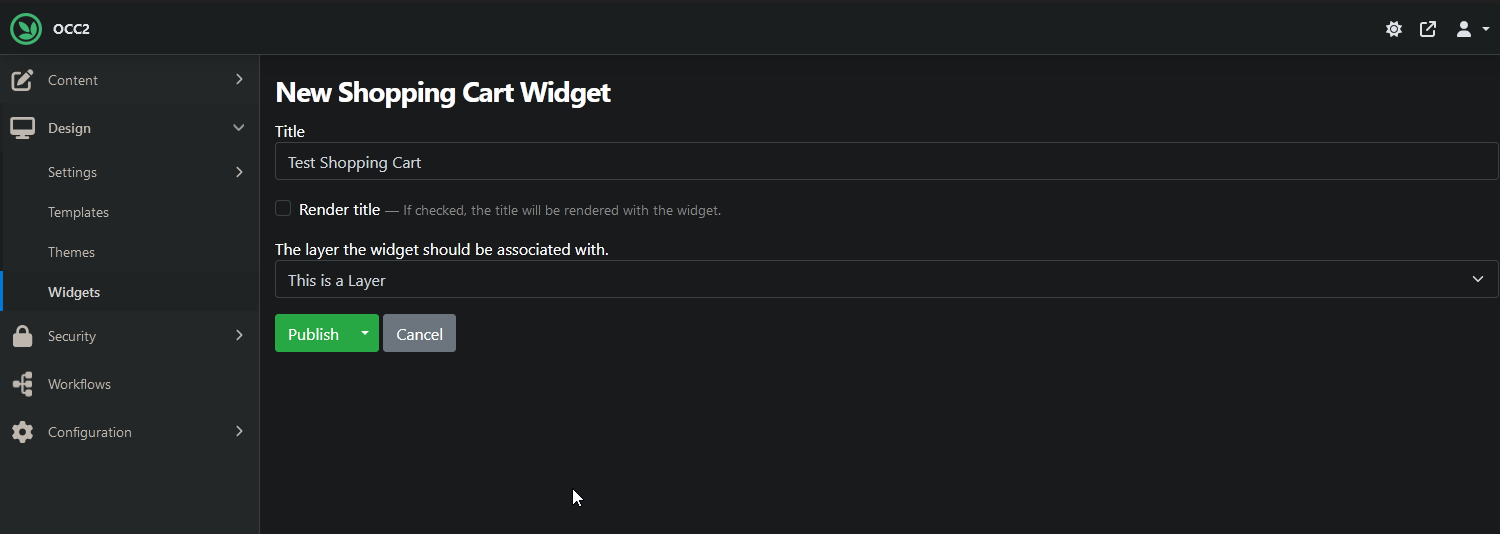 OCC2
Content
Design
Settings
Templates
Themes
Widgets
Security
Workflows
Configuration
New Shopping Cart Widget
Title
Test Shopping Cart
Render title — If checked, the title will be rendered with the widget.
The layer the widget should be associated with.
This is a Layer
Publish Cancel